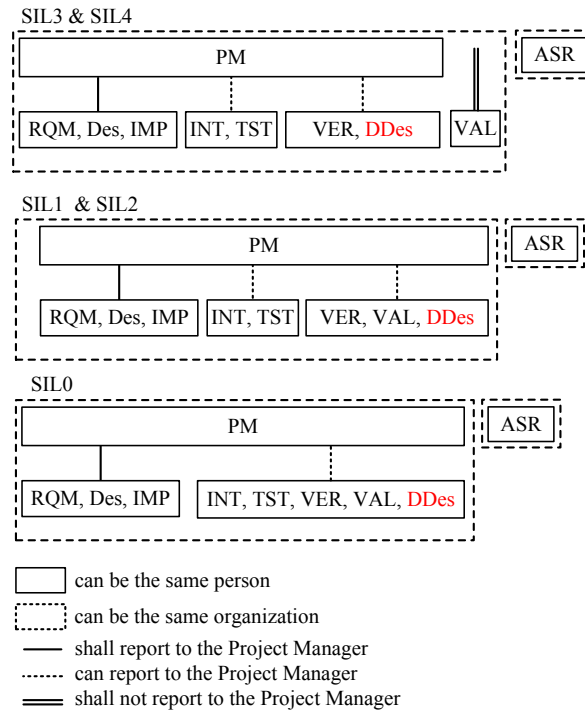 SIL3 & SIL4
PM
ASR
RQM, Des, IMP
INT, TST
VER, DDes
VAL
SIL1 & SIL2
PM
ASR
RQM, Des, IMP
INT, TST
VER, VAL, DDes
SIL0
PM
ASR
RQM, Des, IMP
INT, TST, VER, VAL, DDes
can be the same person
can be the same organization
shall report to the Project Manager
can report to the Project Manager
shall not report to the Project Manager